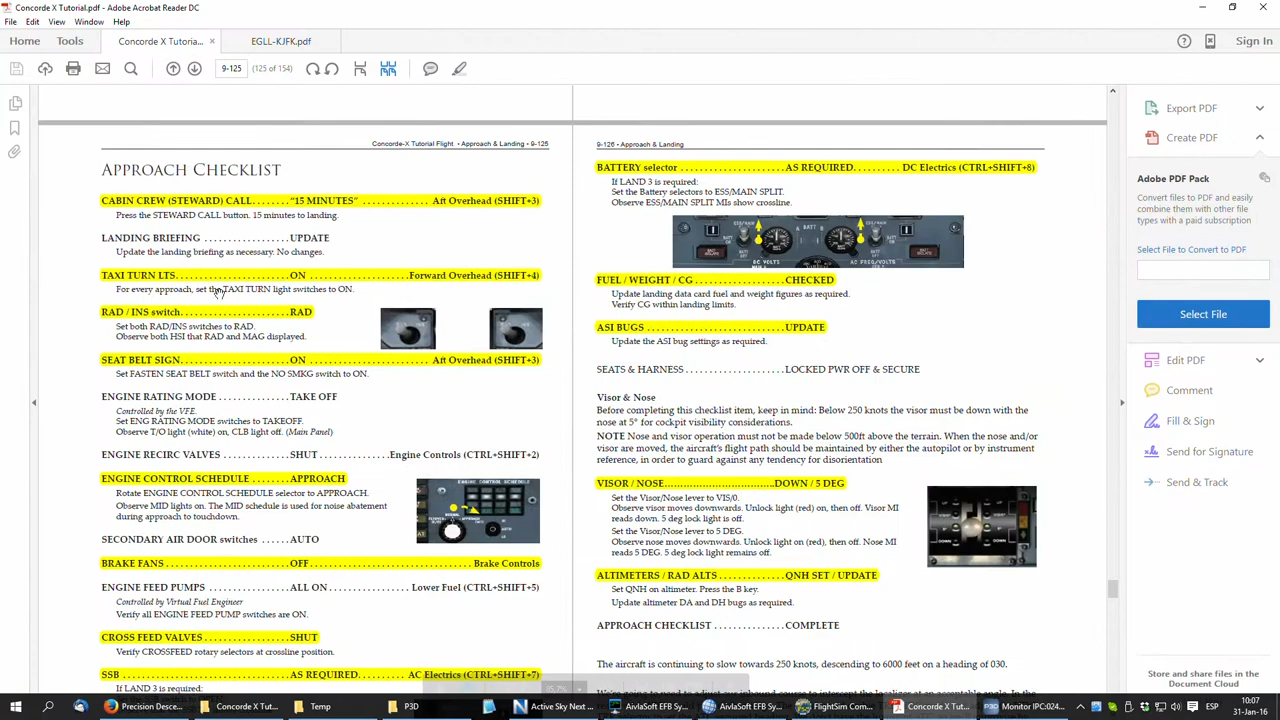 Concorde X Tutorial.pdf - Adobe Acrobat Reader DC
File Edit View Window Help
Home Tools Concorde X Tutoria... × EGLL-KJFK.pdf Sign In
9-125 (125 of 154)
Concorde-X Tutorial Flight • Approach & Landing • 9-125
APPROACH CHECKLIST
CABIN CREW (STEWARD) CALL........"15 MINUTES" ................ Aft Overhead (SHIFT+3)
Press the STEWARD CALL button. 15 minutes to landing.
LANDING BRIEFING ..................UPDATE
Update the landing briefing as necessary. No changes.
TAXI TURN LTS..........................ON ........................Forward Overhead (SHIFT+4)
For every approach, set the TAXI TURN light switches to ON.
RAD / INS switch.........................RAD
Set both RAD/INS switches to RAD.
Observe both HSI that RAD and MAG displayed.
SEAT BELT SIGN.........................ON ............................ Aft Overhead (SHIFT+3)
Set FASTEN SEAT BELT switch and the NO SMKG switch to ON.
ENGINE RATING MODE ..............TAKE OFF
Controlled by the VFE.
Set ENG RATING MODE switches to TAKEOFF.
Observe T/O light (white) on, CLB light off. (Main Panel)
ENGINE RECIRC VALVES .............SHUT .................Engine Controls (CTRL+SHIFT+2)
ENGINE CONTROL SCHEDULE .......APPROACH
Rotate ENGINE CONTROL SCHEDULE selector to APPROACH.
Observe MID lights on. The MID schedule is used for noise abatement
during approach to touchdown.
SECONDARY AIR DOOR switches ......AUTO
BRAKE FANS ...........................OFF ..................................... Brake Controls
ENGINE FEED PUMPS .................ALL ON.................... Lower Fuel (CTRL+SHIFT+5)
Controlled by Virtual Fuel Engineer
Verify all ENGINE FEED PUMP switches are ON.
CROSS FEED VALVES ..................SHUT
Verify CROSSFEED rotary selectors at crossline position.
SSB .....................................AS REQUIRED.......... AC Electrics (CTRL+SHIFT+7)
If LAND 3 is required:
9-126 • Approach & Landing
BATTERY selector ......................AS REQUIRED.......... DC Electrics (CTRL+SHIFT+8)
If LAND 3 is required:
Set the Battery selectors to ESS/MAIN SPLIT.
Observe ESS/MAIN SPLIT MIs show crossline.
FUEL / WEIGHT / CG ...................CHECKED
Update landing data card fuel and weight figures as required.
Verify CG within landing limits.
ASI BUGS ...............................UPDATE
Update the ASI bug settings as required.
SEATS & HARNESS .....................LOCKED PWR OFF & SECURE
Visor & Nose
Before completing this checklist item, keep in mind: Below 250 knots the visor must be down with the
nose at 5° for cockpit visibility considerations.
NOTE Nose and visor operation must not be made below 500ft above the terrain. When the nose and/or
visor are moved, the aircraft's flight path should be maintained by either the autopilot or by instrument
reference, in order to guard against any tendency for disorientation
VISOR / NOSE..................................DOWN / 5 DEG
Set the Visor/Nose lever to VIS/0.
Observe visor moves downwards. Unlock light (red) on, then off. Visor MI
reads down. 5 deg lock light is off.
Set the Visor/Nose lever to 5 DEG.
Observe nose moves downwards. Unlock light on (red), then off. Nose MI
reads 5 DEG. 5 deg lock light remains off.
ALTIMETERS / RAD ALTS ..............QNH SET / UPDATE
Set QNH on altimeter. Press the B key.
Update altimeter DA and DH bugs as required.
APPROACH CHECKLIST ...............COMPLETE
The aircraft is continuing to slow towards 250 knots, descending to 6000 feet on a heading of 030.
We're going to need to adjust our inbound course to intercept the localizer at an acceptable angle. In the
Export PDF
Create PDF
Adobe PDF Pack
Convert files to PDF
and easily combine them with other file
types with a paid subscription
Select File to Convert to PDF
Select File
Edit PDF
Comment
Fill & Sign
Send for Signature
Send & Track
Store and share files in the
Document Cloud
Precision Desce... Concorde X Tut... Temp P3D Active Sky Next ... AivlaSoft EFB Sy... AivlaSoft EFB Sy... FlightSim Comm... Concorde X Tut... Monitor IPC:024... ESP 10:07
31-Jan-16